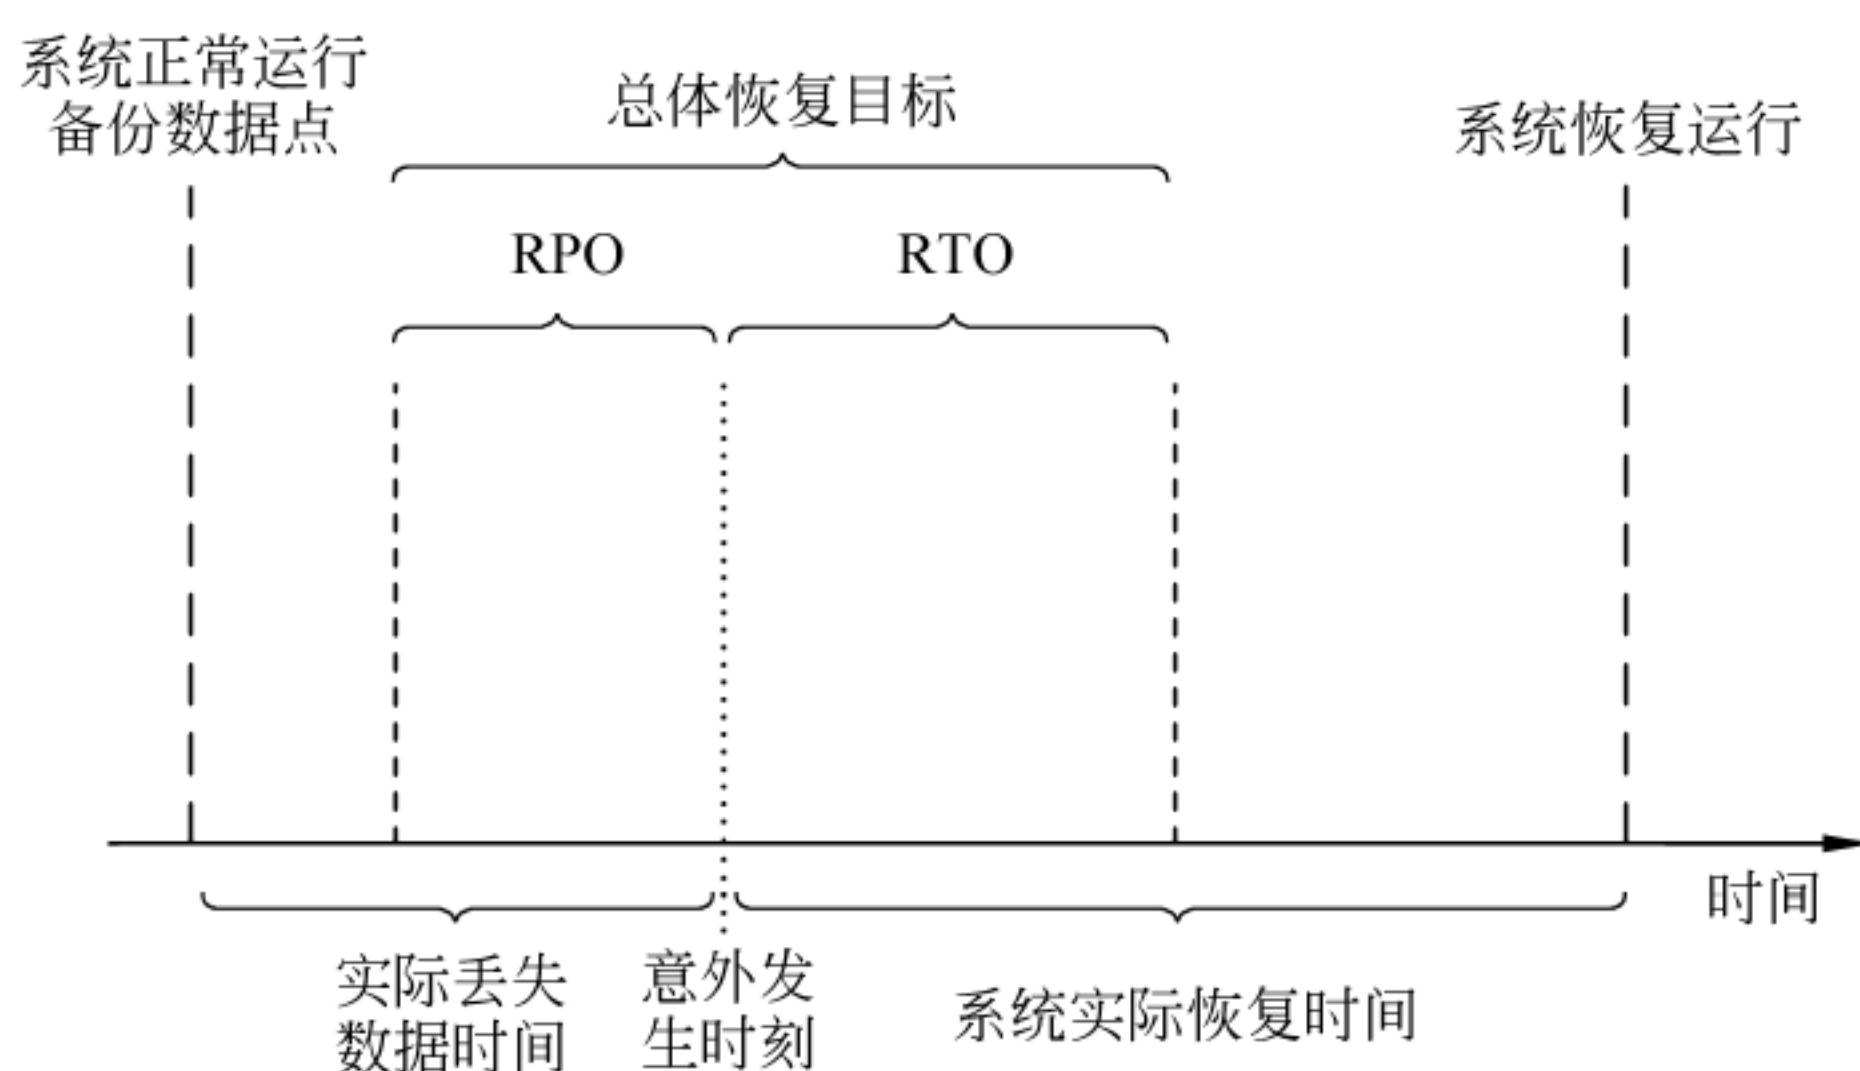 系统正常运行
备份数据点
总体恢复目标
系统恢复运行
RPO
RTO
时间
实际丢失
数据时间
意外发
生时刻
系统实际恢复时间